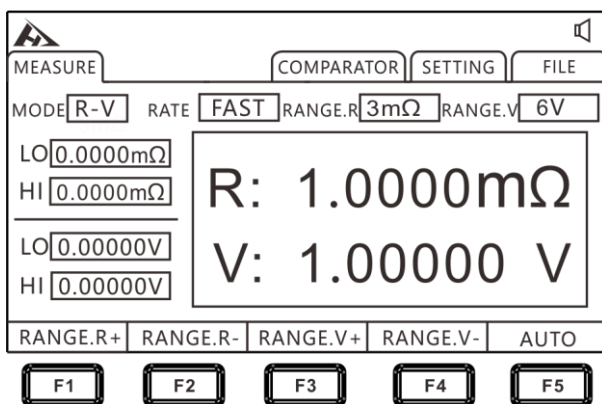 MEASURE COMPARATOR SETTING FILE
MODE R-V RATE FAST RANGE.R 3mΩ RANGE.V 6V
LO 0.0000mΩ
HI 0.0000mΩ
R: 1.0000mΩ
LO 0.00000V
HI 0.00000V
V: 1.00000 V
RANGE.R+ RANGE.R- RANGE.V+ RANGE.V- AUTO
F1 F2 F3 F4 F5